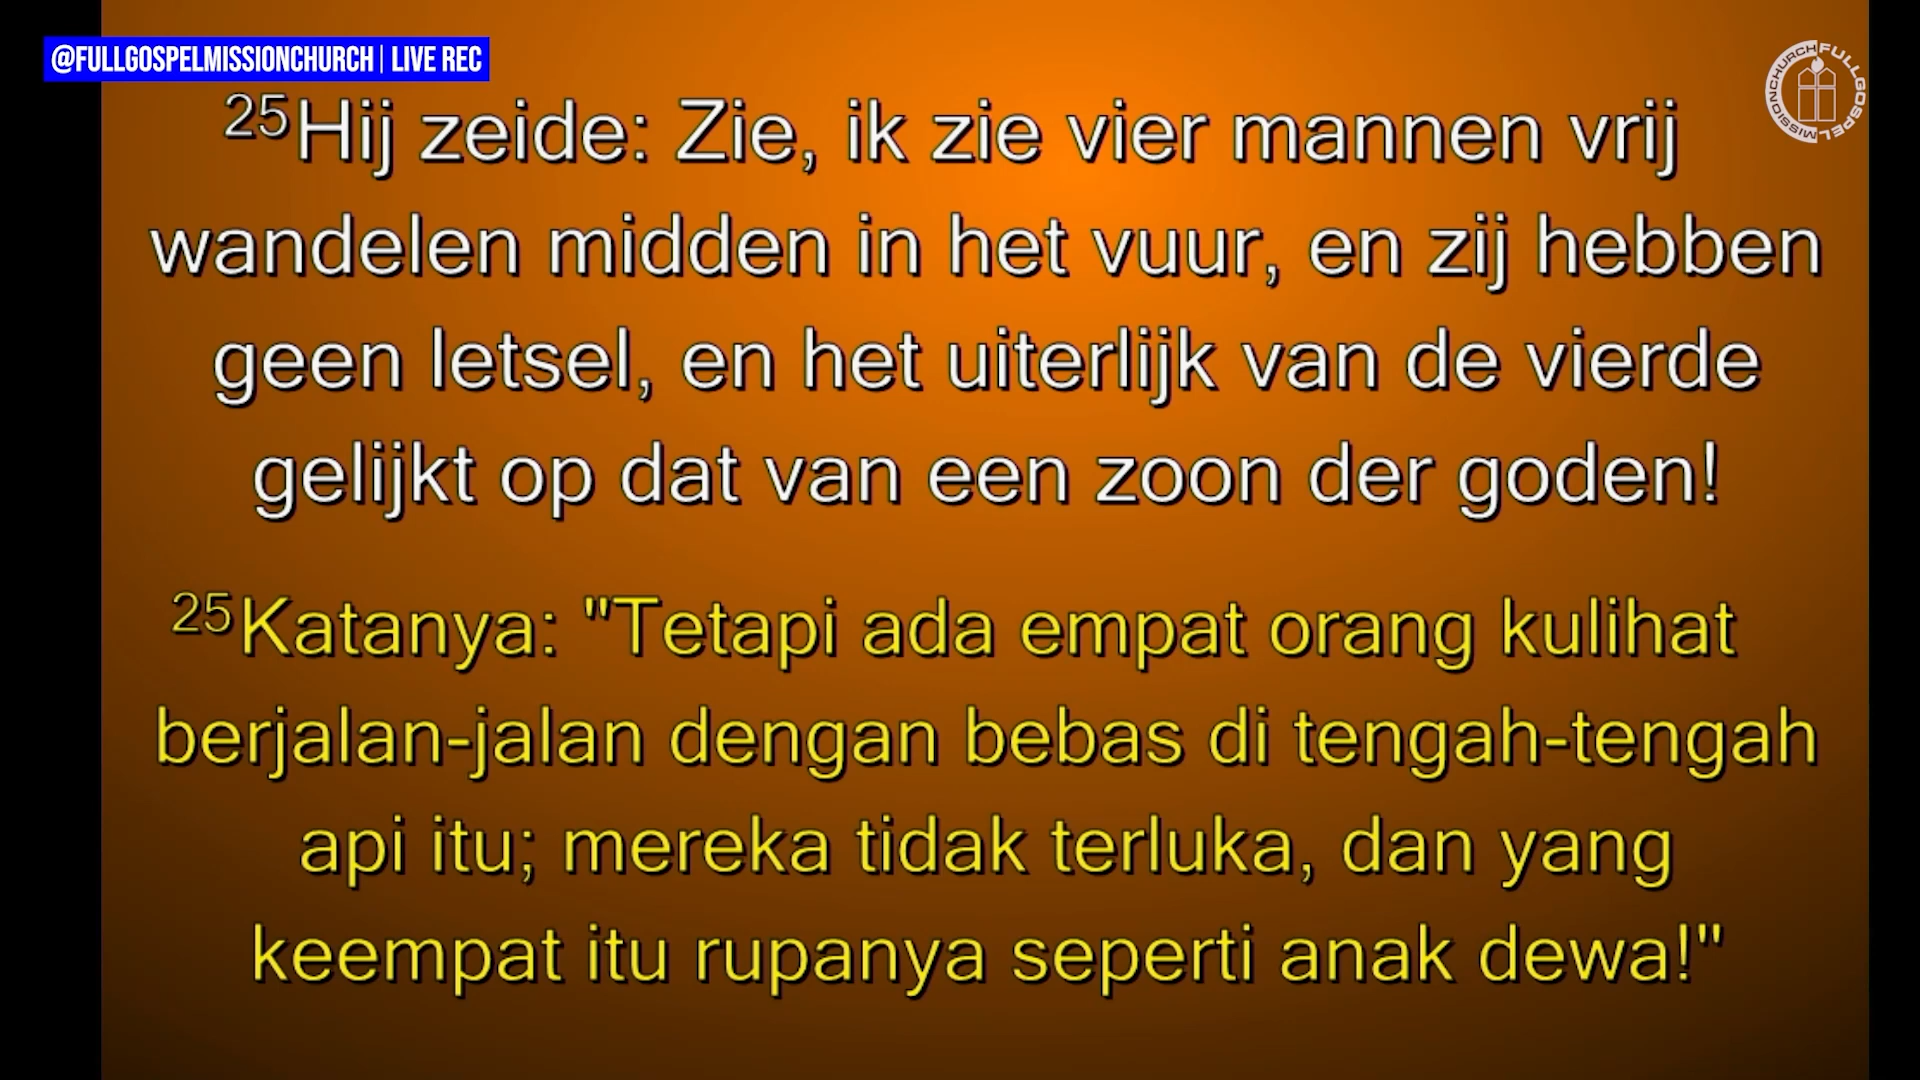 @FULLGOSPELMISSIONCHURCH | LIVE REC
FULLGOSPEL
MISSIONCHURCH
25Hij zeide: Zie, ik zie vier mannen vrij
wandelen midden in het vuur, en zij hebben
geen letsel, en het uiterlijk van de vierde
gelijkt op dat van een zoon der goden!
25Katanya: "Tetapi ada empat orang kulihat
berjalan-jalan dengan bebas di tengah-tengah
api itu; mereka tidak terluka, dan yang
keempat itu rupanya seperti anak dewa!"